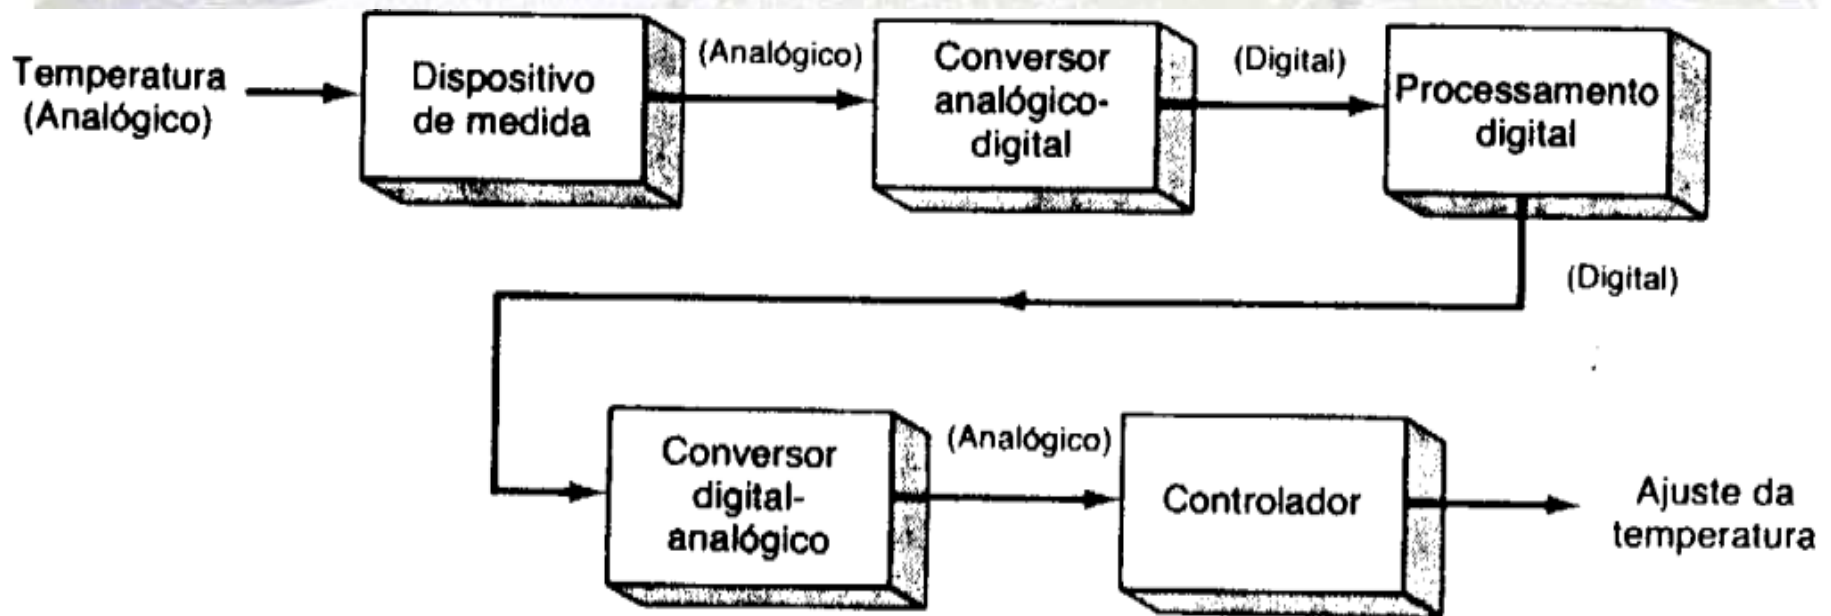 Temperatura
(Analógico)
Dispositivo
de medida
(Analógico)
Conversor
analógico-
digital
(Digital)
Processamento
digital
(Digital)
Conversor
digital-
analógico
(Analógico)
Controlador
Ajuste da
temperatura